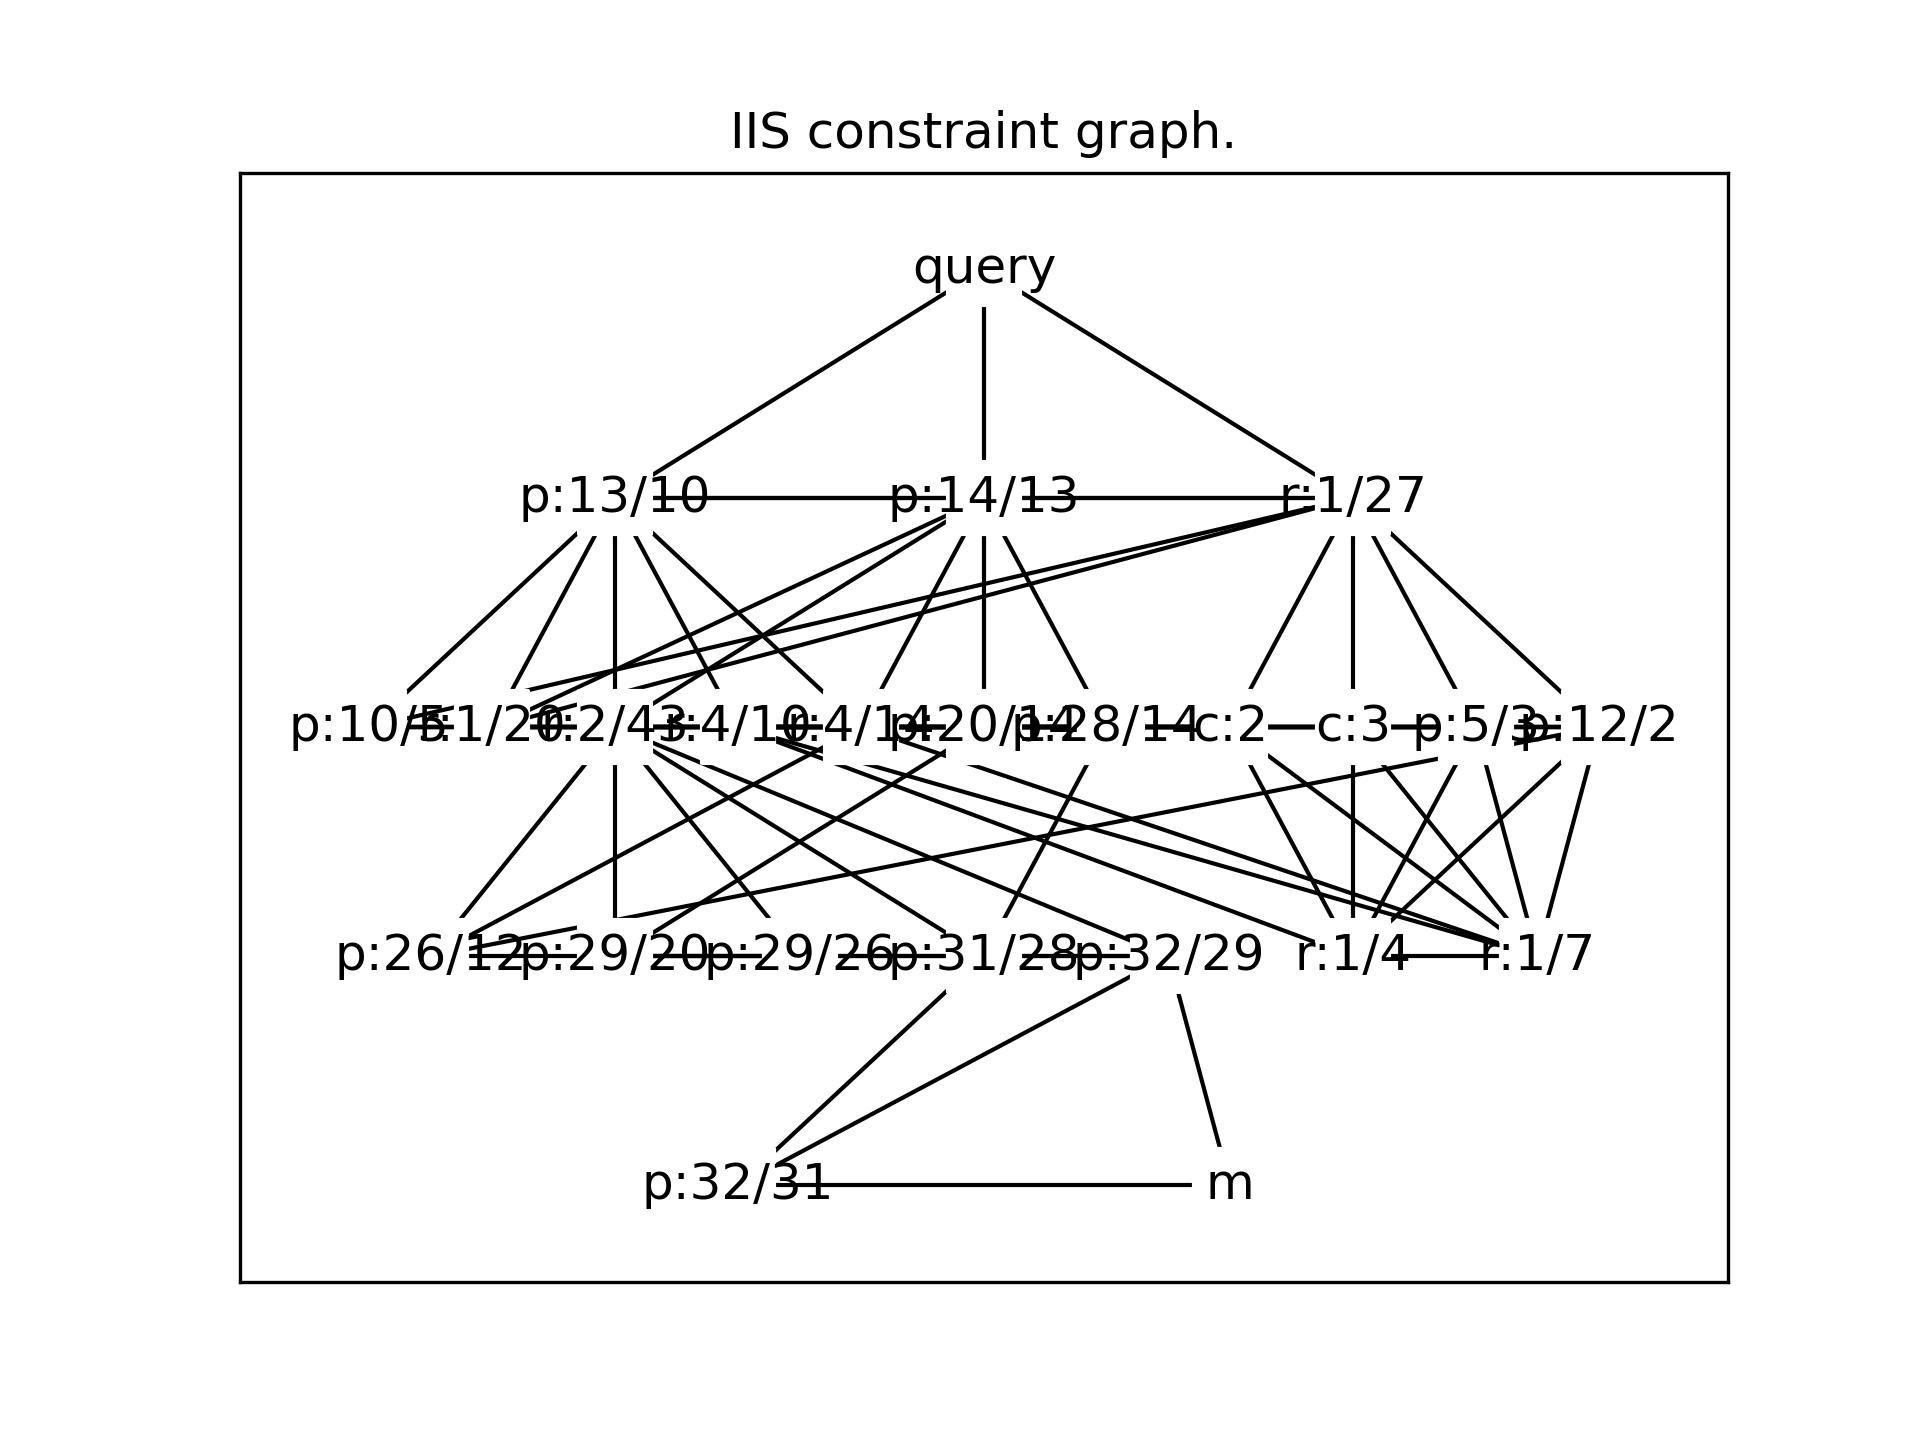 IIS constraint graph.
query
p:13/10 p:14/13 r:1/27
p:10/5 r:1/20 r:2/43 r:4/10 r:4/14 p:20/14 p:28/14 c:2 c:3 p:5/3 p:12/2
p:26/12 p:29/20 p:29/26 p:31/28 p:32/29 r:1/4 r:1/7
p:32/31 m